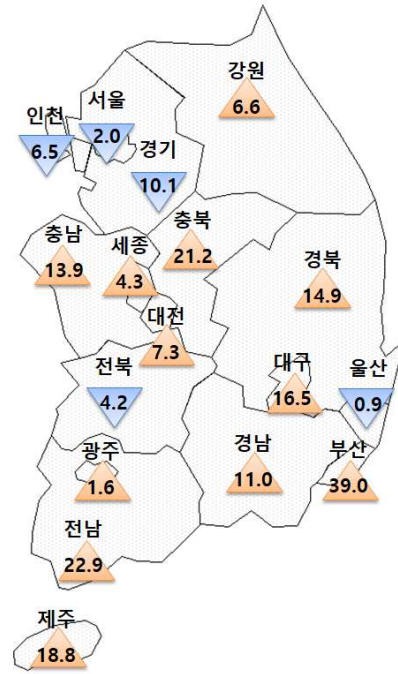 강원
6.6
서울
2.0
인천
6.5
경기
10.1
충북
21.2
충남
13.9
세종
4.3
경북
14.9
대전
7.3
전북
4.2
대구
16.5
울산
0.9
광주
1.6
경남
11.0
부산
39.0
전남
22.9
제주
18.8